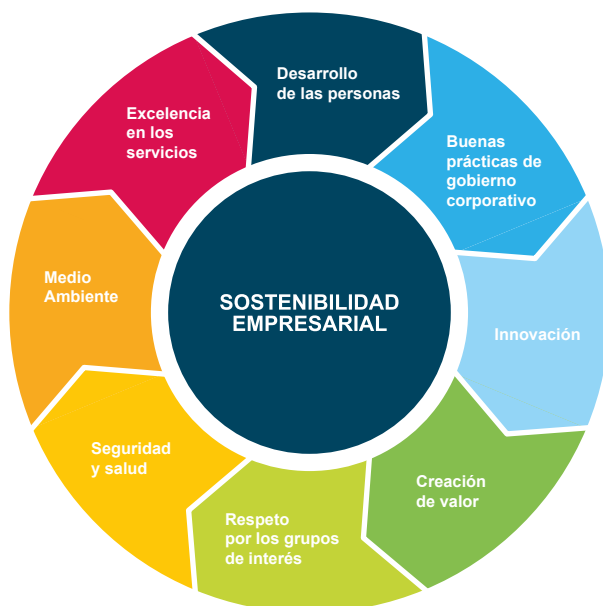 Desarrollo
de las personas
Buenas
prácticas de
gobierno
corporativo
Innovación
Creación
de valor
Respeto
por los grupos
de interés
Seguridad
y salud
Medio
Ambiente
Excelencia
en los
servicios
SOSTENIBILIDAD
EMPRESARIAL